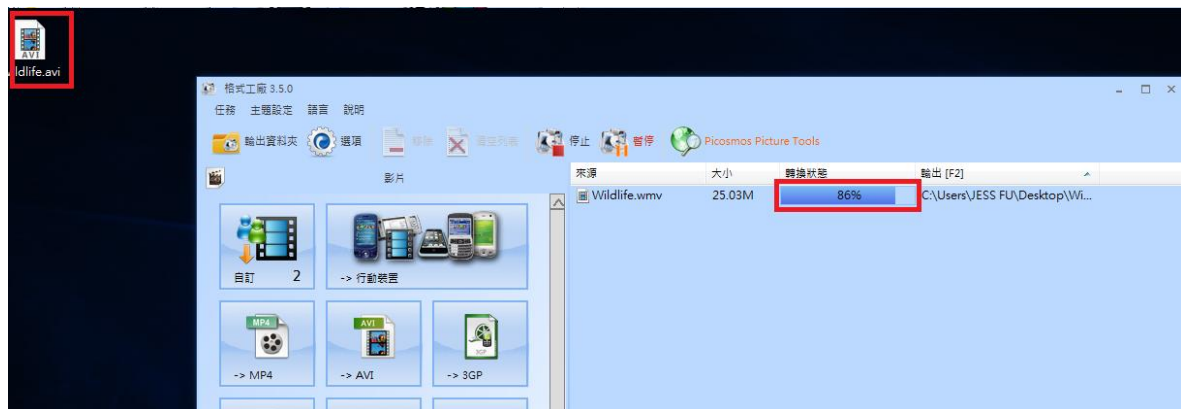 AVI
ildlife.avi
格式工廠 3.5.0
任務 主題設定 語言 說明
輸出資料夾 選項 移除 清空列表 停止 暫停 Picosmos Picture Tools
影片
來源 大小 轉換狀態 輸出 [F2]
Wildlife.wmv 25.03M 86% C:\Users\JESS FU\Desktop\Wi...
自訂 2
-> 行動裝置
MP4 AVI 3GP
-> MP4 -> AVI -> 3GP